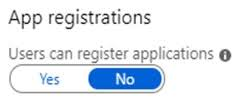 App registrations
Users can register applications
Yes No